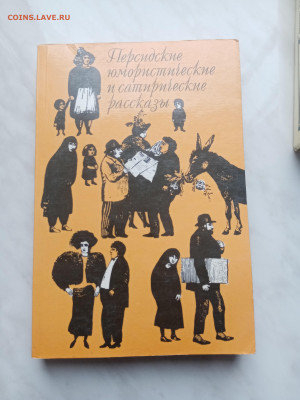 COINS.LAVE.RU
Персидские
юмористические
и сатирические
рассказы